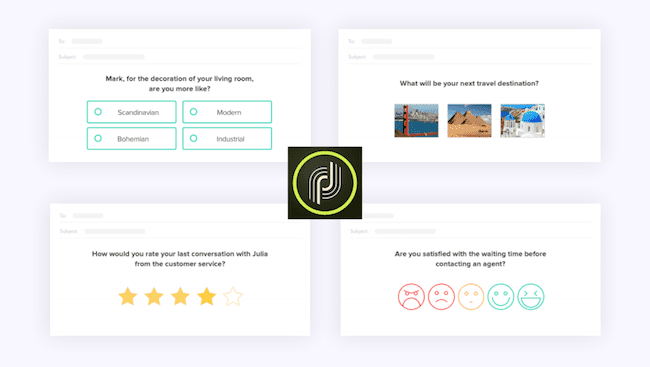 To:
Subject:
Mark, for the decoration of your living room,
are you more like?
Scandinavian
Modern
Bohemian
Industrial
To:
Subject:
What will be your next travel destination?
To:
Subject:
How would you rate your last conversation with Julia
from the customer service?
Subject:
Are you satisfied with the waiting time before
contacting an agent?